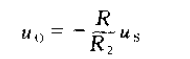 u_O = - \frac{R}{R_2} u_S